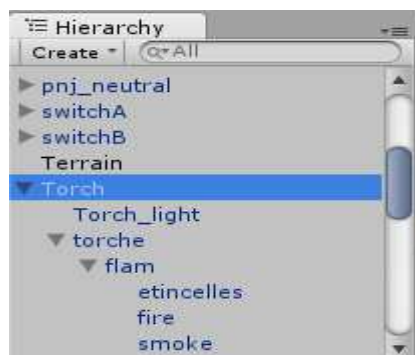 Hierarchy
Create All
pnj_neutral
switchA
switchB
Terrain
Torch
Torch_light
torche
flam
etincelles
fire
smoke